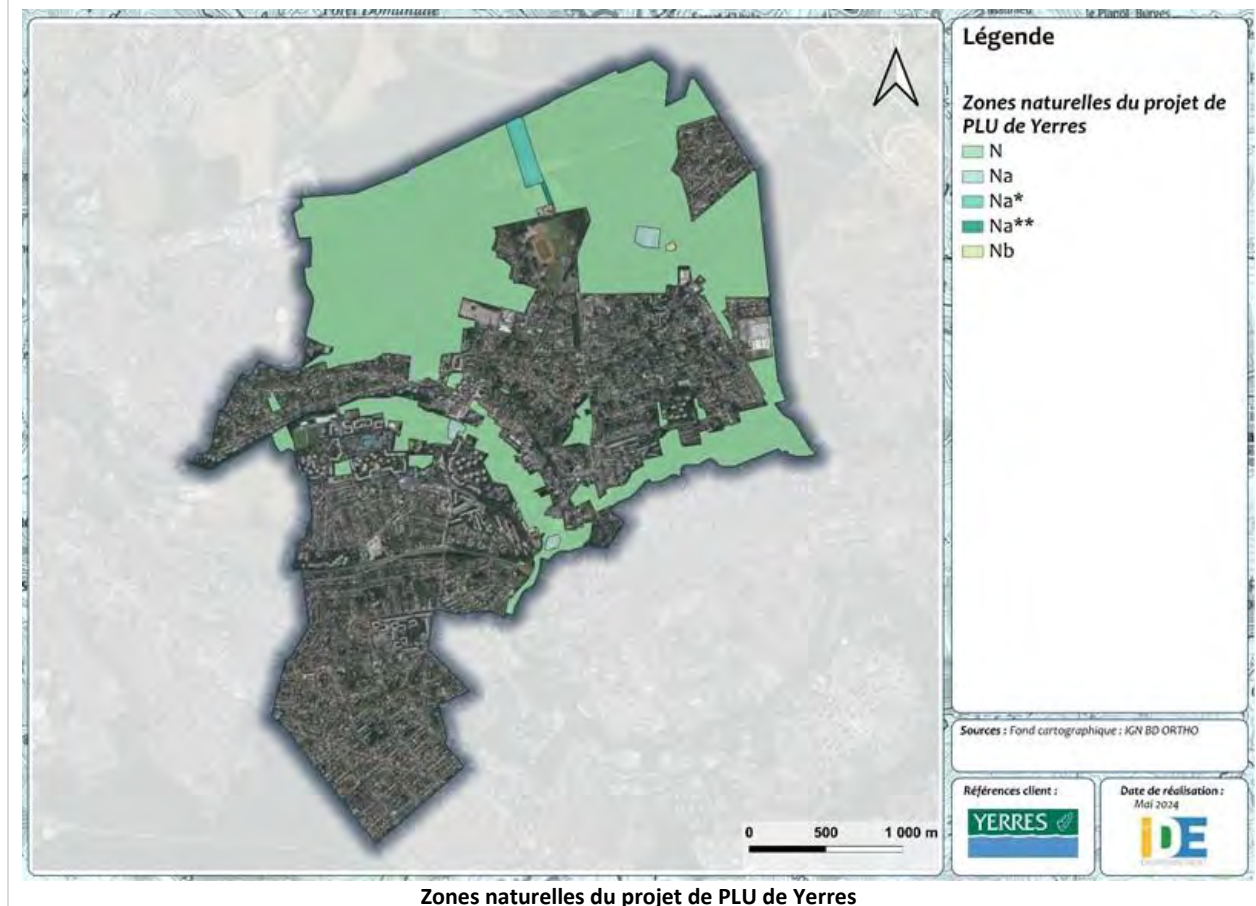 Forêt Domaniale
Légende
Zones naturelles du projet de
PLU de Yerres
N
Na
Na*
Na**
Nb
0 500 1 000 m
Sources : Fond cartographique : IGN BD ORTHO
Références client :
YERRES
Date de réalisation :
Mai 2024
IDE
Zones naturelles du projet de PLU de Yerres